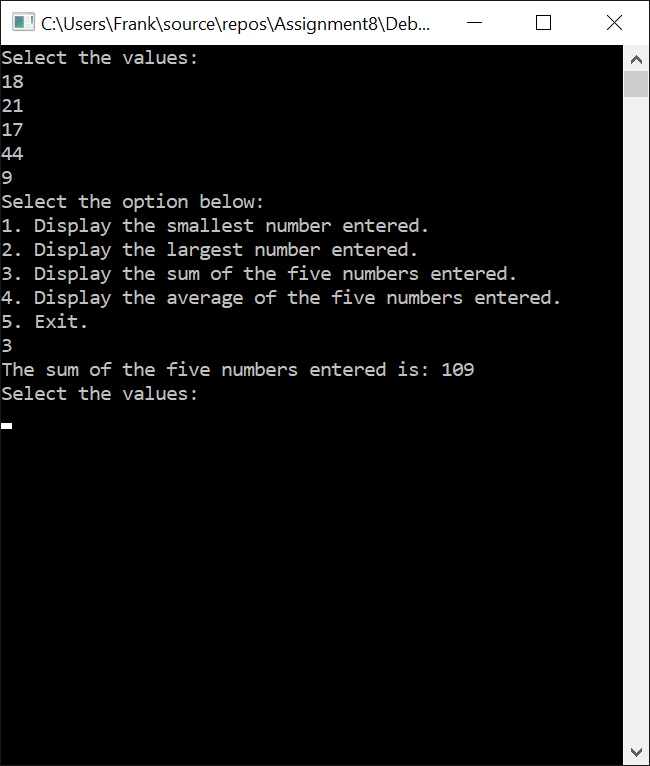 C:\Users\Frank\source\repos\Assignment8\Deb...
Select the values:
18
21
17
44
9
Select the option below:
1. Display the smallest number entered.
2. Display the largest number entered.
3. Display the sum of the five numbers entered.
4. Display the average of the five numbers entered.
5. Exit.
3
The sum of the five numbers entered is: 109
Select the values: